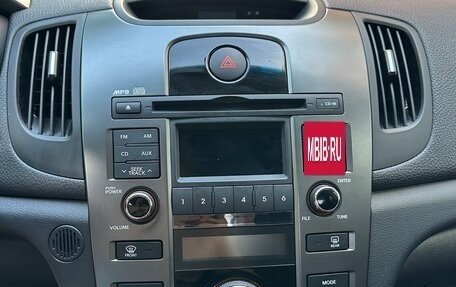 MP3
CD-IN
FM AM
CD AUX
SEEK
TRACK
MBIB.RU
PUSH
POWER
ENTER
1 2 3 4 5 6
VOLUME
FILE TUNE
FRONT
REAR
MODE